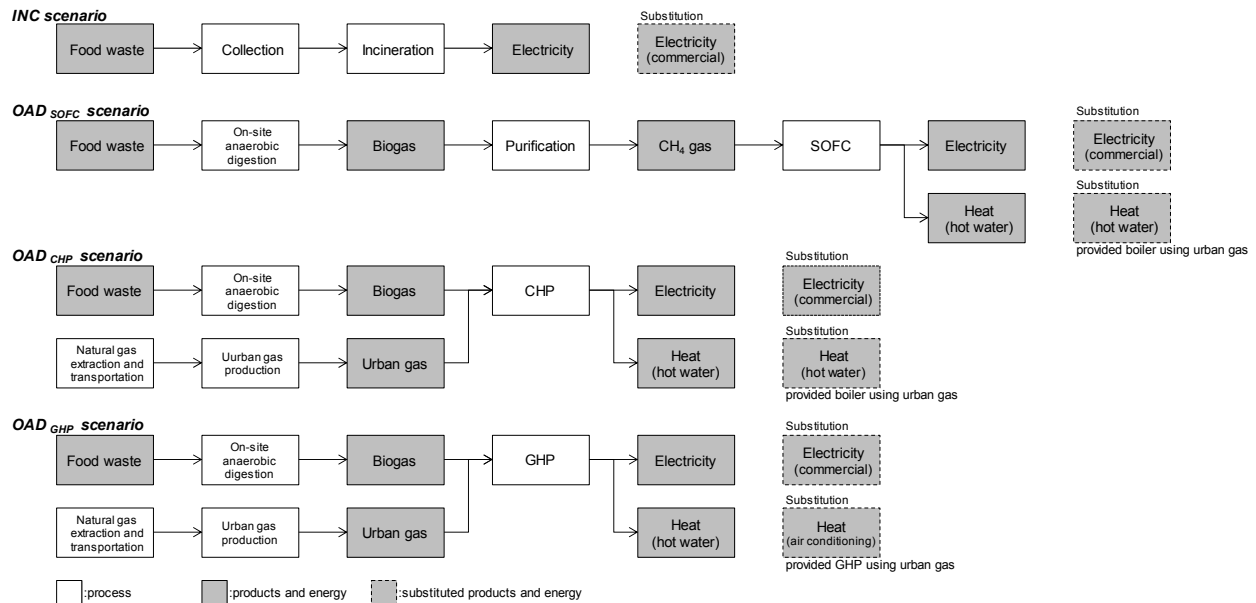 INC scenario
Substitution
Food waste
Collection
Incineration
Electricity
Electricity
(commercial)
OAD SOFC scenario
Substitution
Food waste
On-site
anaerobic
digestion
Biogas
Purification
CH4 gas
SOFC
Electricity
Electricity
(commercial)
Substitution
Heat
(hot water)
Heat
(hot water)
provided boiler using urban gas
OAD CHP scenario
Substitution
Food waste
On-site
anaerobic
digestion
Biogas
CHP
Electricity
Electricity
(commercial)
Substitution
Natural gas
extraction and
transportation
Uurban gas
production
Urban gas
Heat
(hot water)
Heat
(hot water)
provided boiler using urban gas
OAD GHP scenario
Substitution
Food waste
On-site
anaerobic
digestion
Biogas
GHP
Electricity
Electricity
(commercial)
Substitution
Natural gas
extraction and
transportation
Urban gas
production
Urban gas
Heat
(hot water)
Heat
(air conditioning)
provided GHP using urban gas
:process
:products and energy
:substituted products and energy